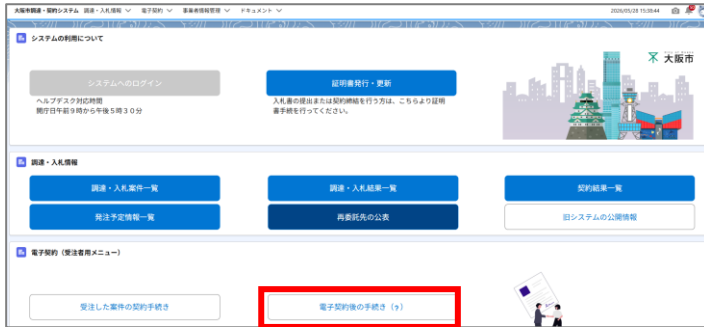 大阪市調達・契約システム 調達・入札情報 電子契約 事業者情報管理 ドキュメント 2026/05/28 15:38:44
システムの利用について
システムへのログイン 証明書発行・更新
ヘルプデスク対応時間
開庁日午前9時から午後5時30分
入札書の提出または契約締結を行う方は、こちらより証明
書手続を行ってください。
大阪市
調達・入札情報
調達・入札案件一覧 調達・入札結果一覧 契約結果一覧
発注予定情報一覧 再委託先の公表 旧システムの公開情報
電子契約（受注者用メニュー）
受注した案件の契約手続き 電子契約後の手続き（?）